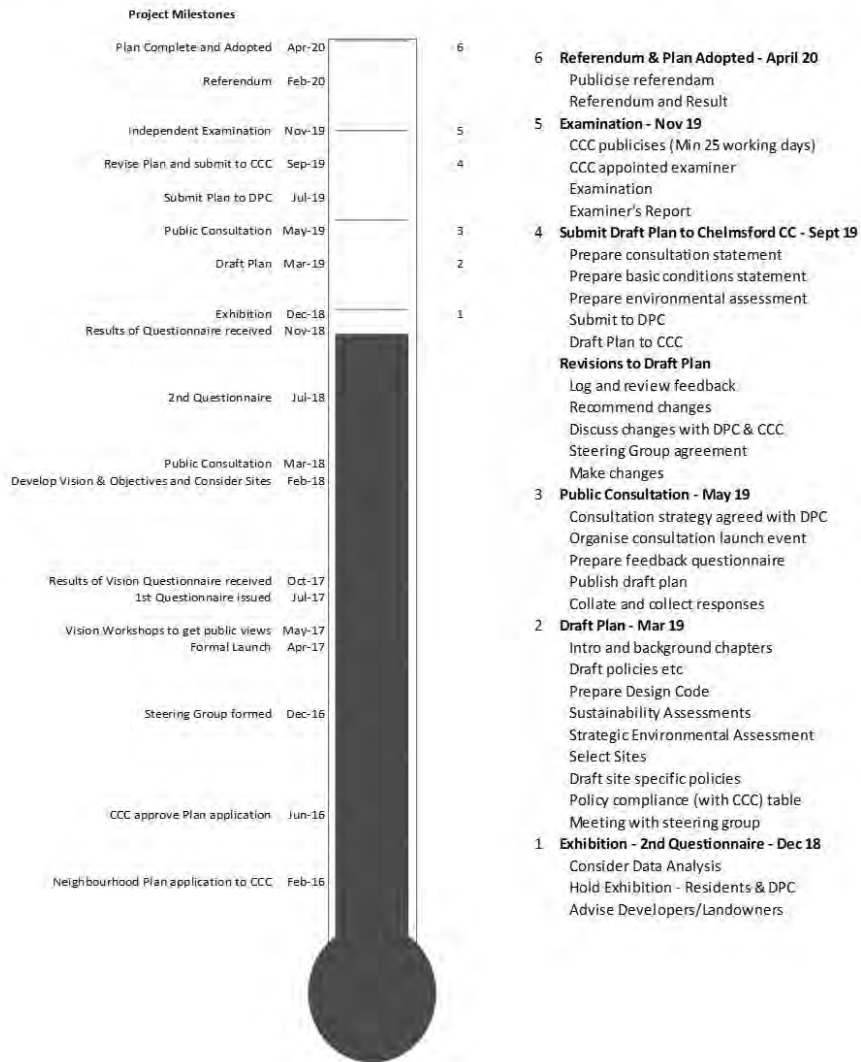 Project Milestones
Plan Complete and Adopted Apr-20 6
Referendum Feb-20
Independent Examination Nov-19 5
Revise Plan and submit to CCC Sep-19 4
Submit Plan to DPC Jul-19
Public Consultation May-19 3
Draft Plan Mar-19 2
Exhibition Dec-18 1
Results of Questionnaire received Nov-18
2nd Questionnaire Jul-18
Public Consultation Mar-18
Develop Vision & Objectives and Consider Sites Feb-18
Results of Vision Questionnaire received Oct-17
1st Questionnaire issued Jul-17
Vision Workshops to get public views May-17
Formal Launch Apr-17
Steering Group formed Dec-16
CCC approve Plan application Jun-16
Neighbourhood Plan application to CCC Feb-16
6 Referendum & Plan Adopted - April 20
Publicise referendam
Referendum and Result
5 Examination - Nov 19
CCC publicises (Min 25 working days)
CCC appointed examiner
Examination
Examiner's Report
4 Submit Draft Plan to Chelmsford CC - Sept 19
Prepare consultation statement
Prepare basic conditions statement
Prepare environmental assessment
Submit to DPC
Draft Plan to CCC
Revisions to Draft Plan
Log and review feedback
Recommend changes
Discuss changes with DPC & CCC
Steering Group agreement
Make changes
3 Public Consultation - May 19
Consultation strategy agreed with DPC
Organise consultation launch event
Prepare feedback questionnaire
Publish draft plan
Collate and collect responses
2 Draft Plan - Mar 19
Intro and background chapters
Draft policies etc
Prepare Design Code
Sustainability Assessments
Strategic Environmental Assessment
Select Sites
Draft site specific policies
Policy compliance (with CCC) table
Meeting with steering group
1 Exhibition - 2nd Questionnaire - Dec 18
Consider Data Analysis
Hold Exhibition - Residents & DPC
Advise Developers/Landowners